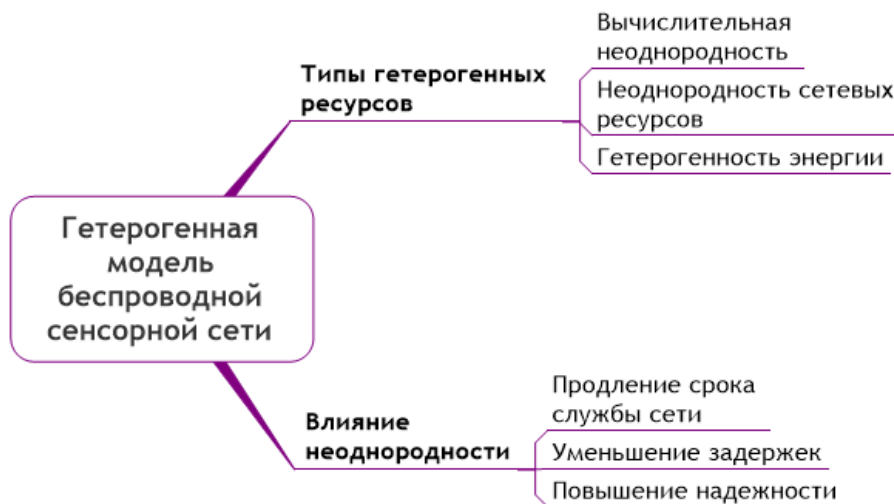 Гетерогенная
модель
беспроводной
сенсорной сети
Типы гетерогенных
ресурсов
Вычислительная
неоднородность
Неоднородность сетевых
ресурсов
Гетерогенность энергии
Влияние
неоднородности
Продление срока
службы сети
Уменьшение задержек
Повышение надежности